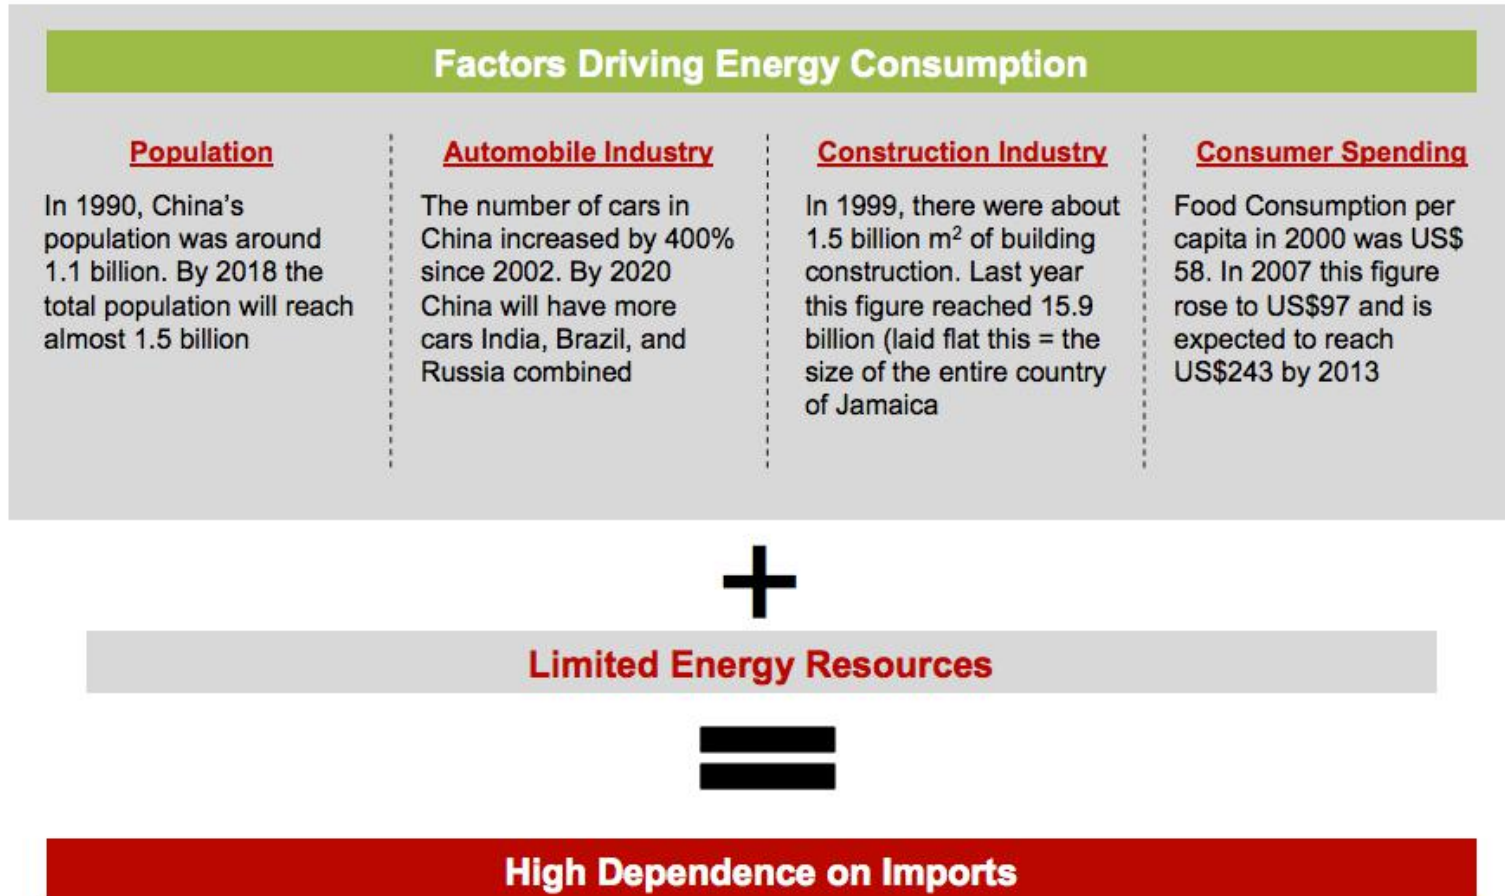 Factors Driving Energy Consumption
Population
In 1990, China’s
population was around
1.1 billion. By 2018 the
total population will reach
almost 1.5 billion
Automobile Industry
The number of cars in
China increased by 400%
since 2002. By 2020
China will have more
cars India, Brazil, and
Russia combined
Construction Industry
In 1999, there were about
1.5 billion m² of building
construction. Last year
this figure reached 15.9
billion (laid flat this = the
size of the entire country
of Jamaica
Consumer Spending
Food Consumption per
capita in 2000 was US$
58. In 2007 this figure
rose to US$97 and is
expected to reach
US$243 by 2013
+
Limited Energy Resources
=
High Dependence on Imports